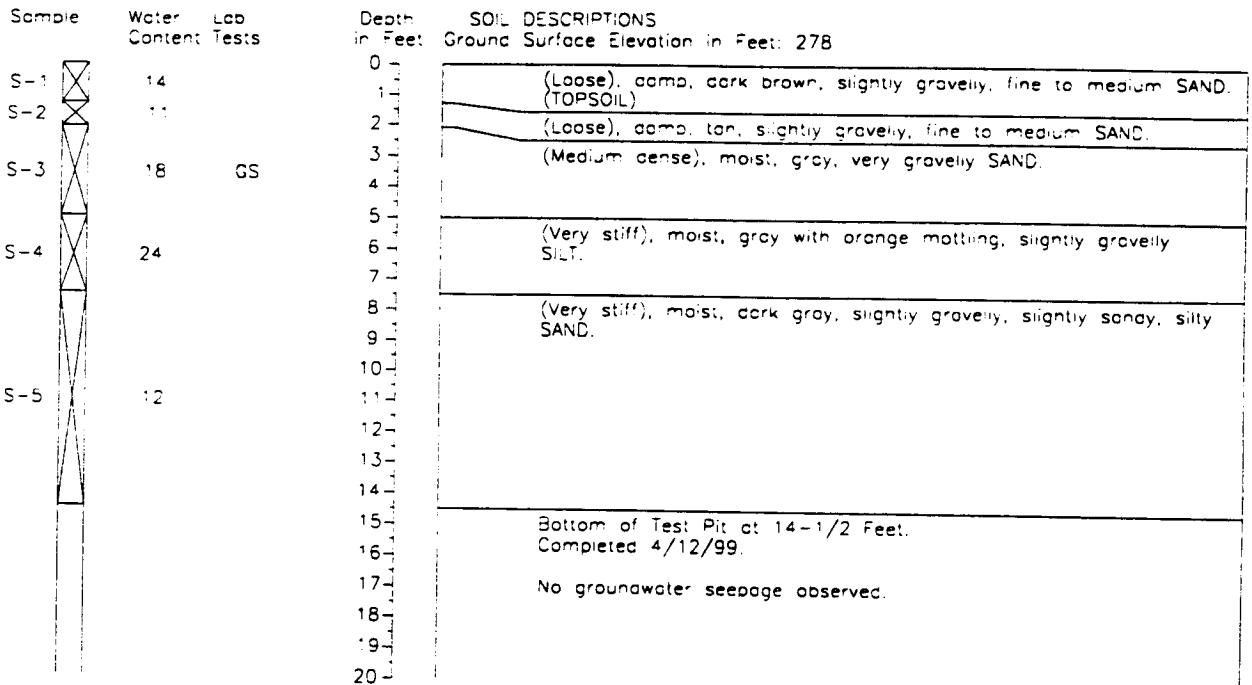 Sample Water Lab Depth SOIL DESCRIPTIONS
Content Tests in Feet Ground Surface Elevation in Feet: 278
0
S-1 14 (Loose), damp, dark brown, slightly gravelly, fine to medium SAND.
1 (TOPSOIL)
S-2 11
2 (Loose), damp, tan, slightly gravelly, fine to medium SAND.
3 (Medium dense), moist, gray, very gravelly SAND.
S-3 18 GS
4
5
(Very stiff), moist, gray with orange mottling, slightly gravelly
S-4 24 6 SILT.
7
8 (Very stiff), moist, dark gray, slightly gravelly, slightly sandy, silty
9 SAND.
10
S-5 12 11
12
13
14
15 Bottom of Test Pit at 14-1/2 Feet.
16 Completed 4/12/99.
17 No groundwater seepage observed.
18
19
20